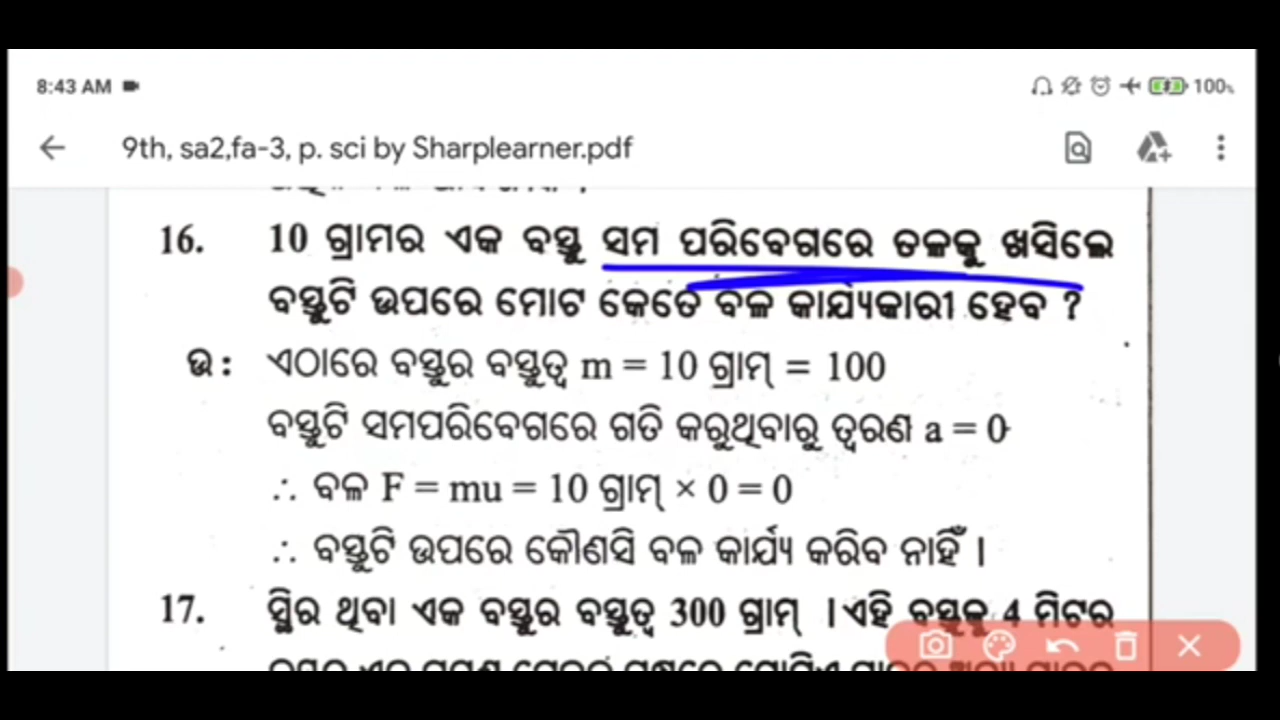 8:43 AM
100%
9th, sa2,fa-3, p. sci by Sharplearner.pdf
16. 10 ଗ୍ରାମର ଏକ ବସ୍ତୁ ସମ ପରିବେଗରେ ତଳକୁ ଖସିଲେ
ବସ୍ତୁଟି ଉପରେ ମୋଟ କେତେ ବଳ କାର୍ଯ୍ୟକାରୀ ହେବ ?
ଉ : ଏଠାରେ ବସ୍ତୁର ବସ୍ତୁତ୍ୱ m = 10 ଗ୍ରାମ୍ = 100
ବସ୍ତୁଟି ସମପରିବେଗରେ ଗତି କରୁଥିବାରୁ ତ୍ୱରଣ a = 0
∴ ବଳ F = mu = 10 ଗ୍ରାମ୍ × 0 = 0
∴ ବସ୍ତୁଟି ଉପରେ କୌଣସି ବଳ କାର୍ଯ୍ୟ କରିବ ନାହିଁ ।
17. ସ୍ଥିର ଥିବା ଏକ ବସ୍ତୁର ବସ୍ତୁତ୍ୱ 300 ଗ୍ରାମ୍ । ଏହି ବସ୍ତୁକୁ 4 ମିଟର